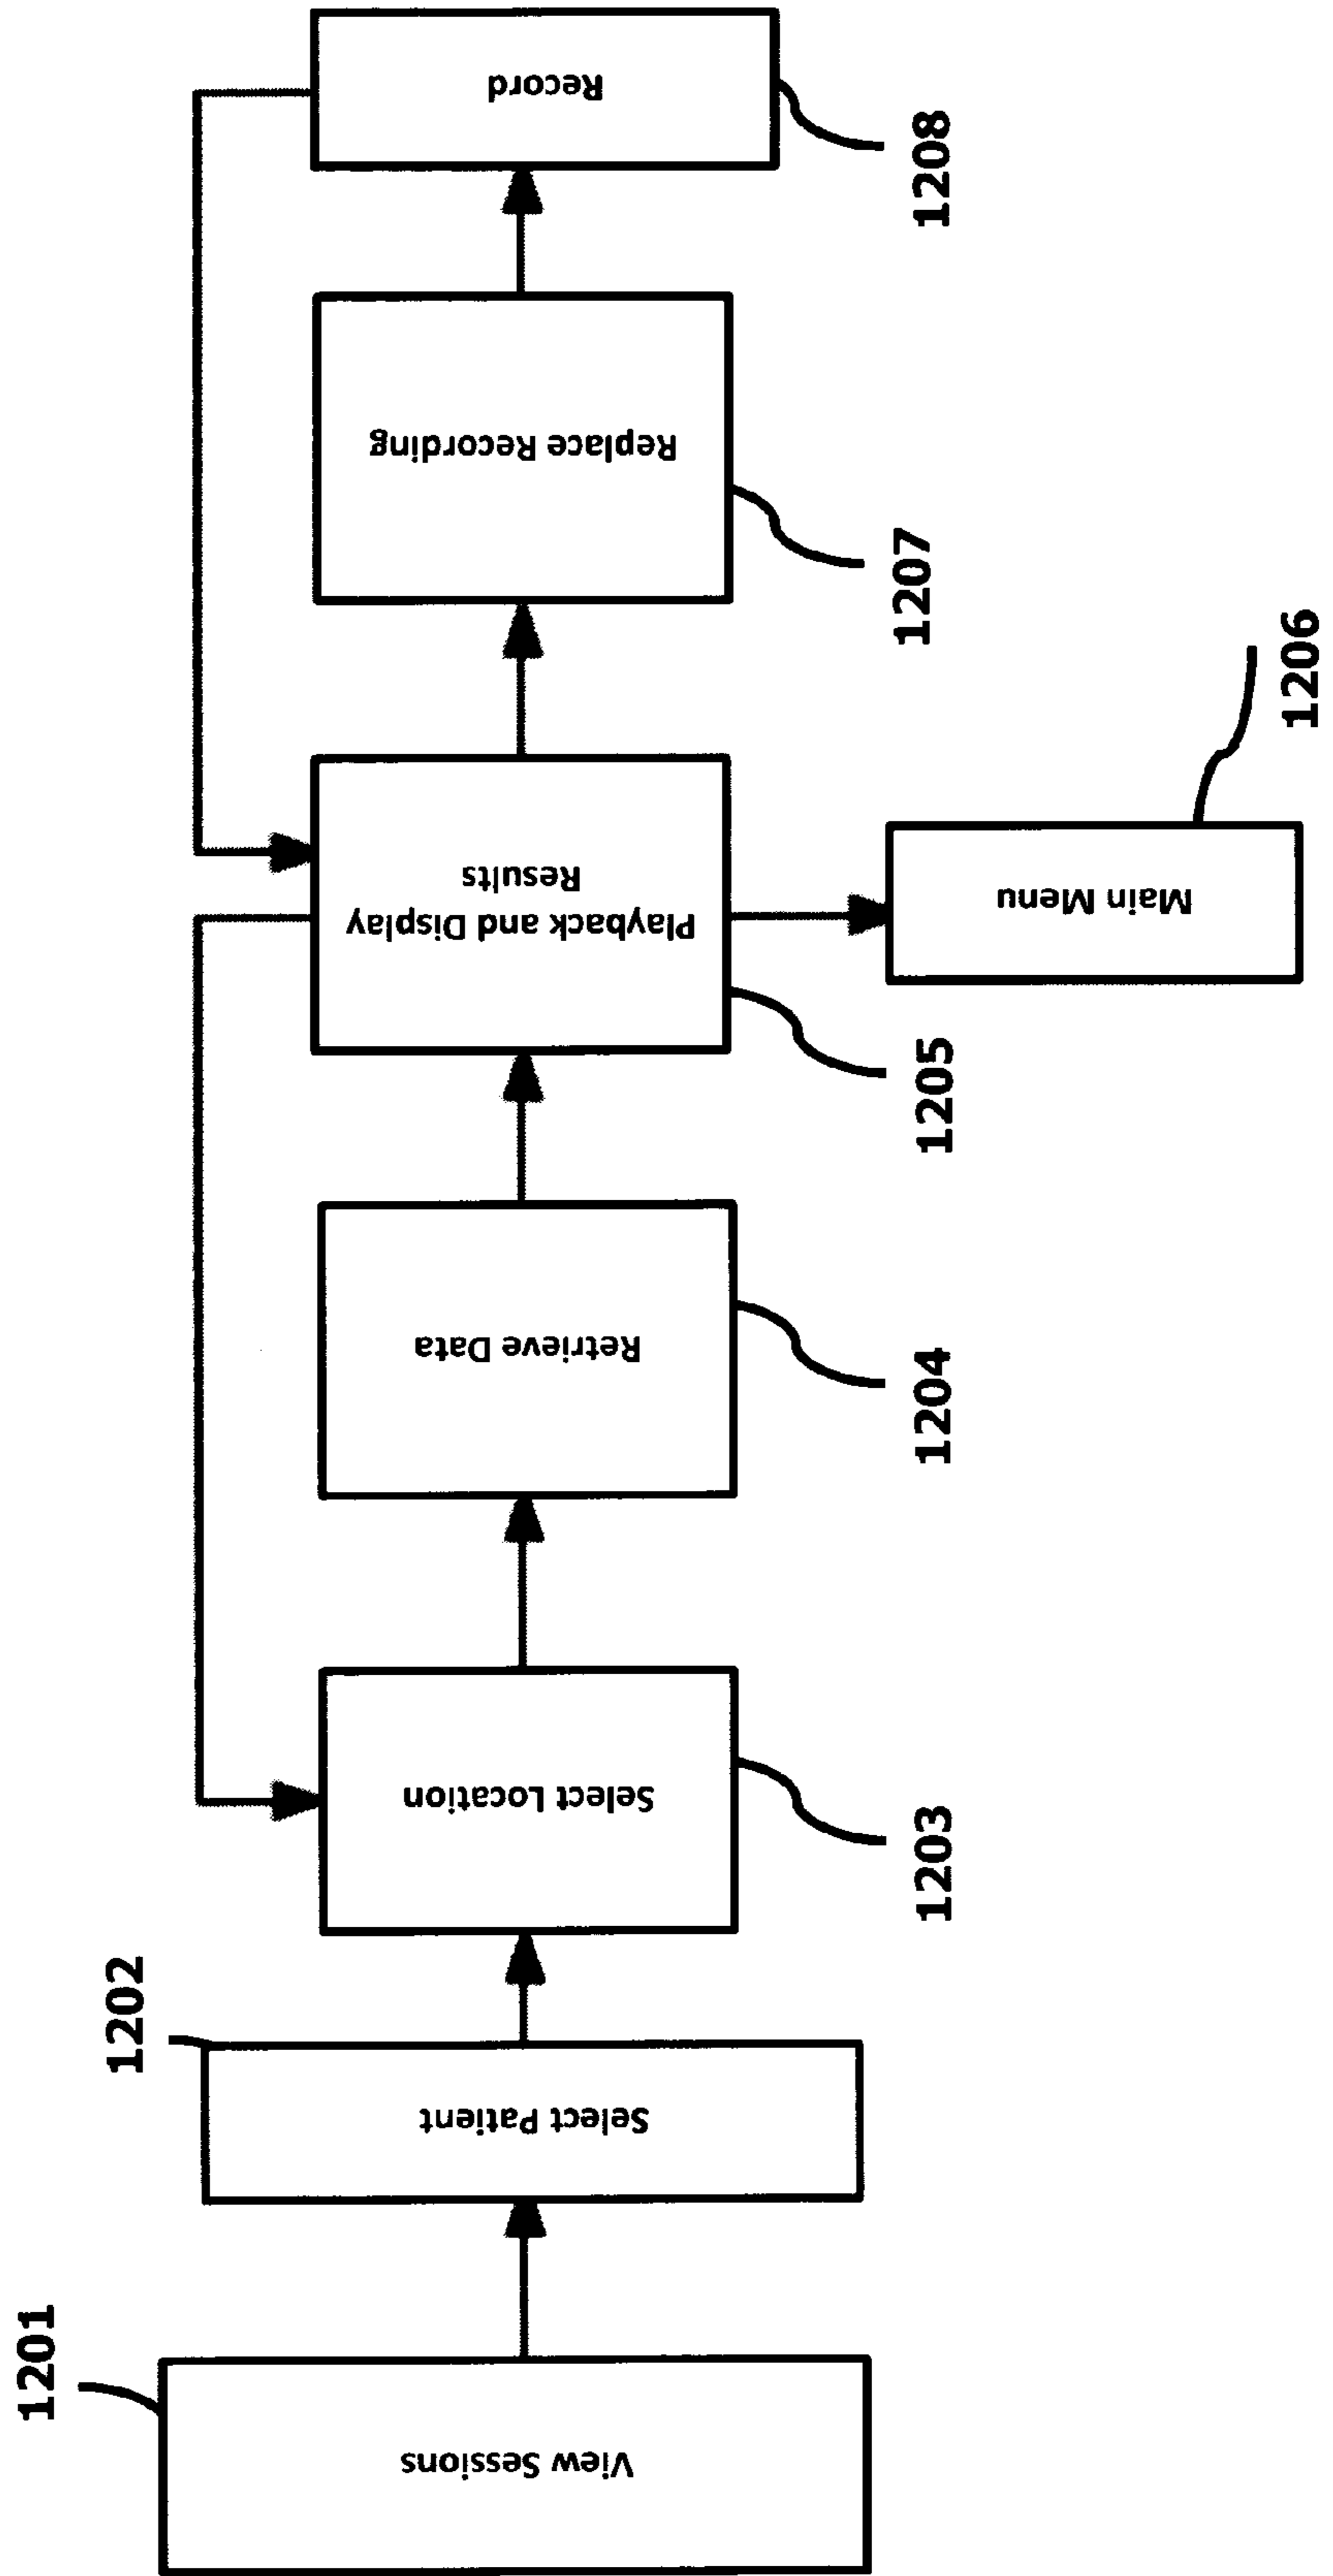 1201
View Sessions
1202
Select Patient
1203
Select Location
1204
Retrieve Data
1205
Playback and Display
Results
1206
Main Menu
1207
Replace Recording
1208
Record